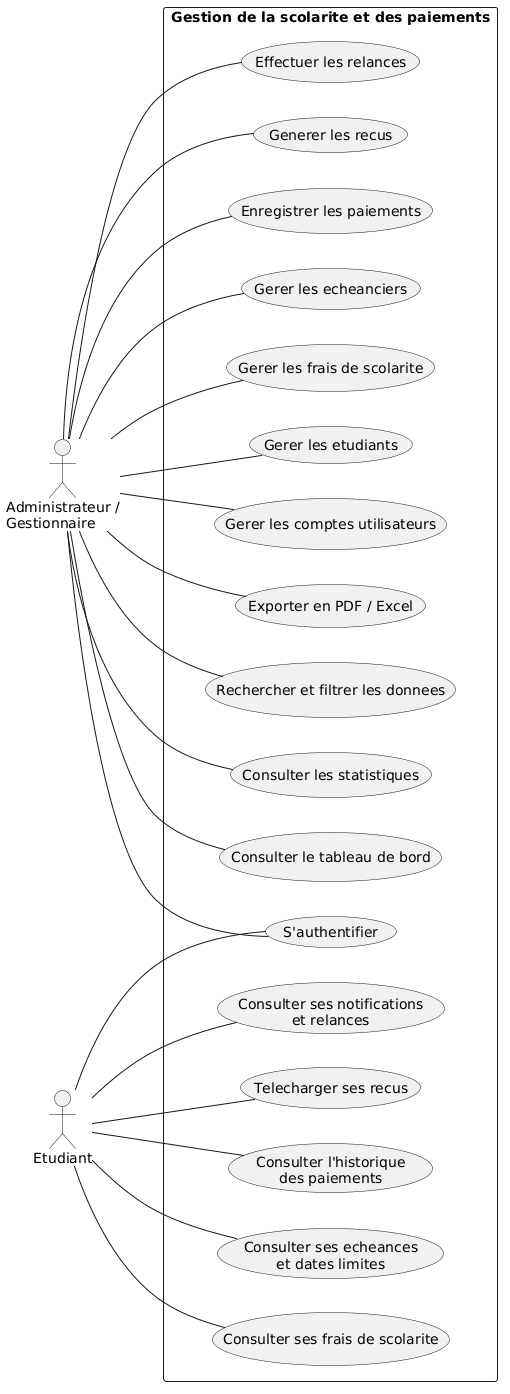 Gestion de la scolarite et des paiements
Effectuer les relances
Generer les recus
Enregistrer les paiements
Gerer les echeanciers
Gerer les frais de scolarite
Gerer les etudiants
Administrateur /
Gestionnaire
Gerer les comptes utilisateurs
Exporter en PDF / Excel
Rechercher et filtrer les donnees
Consulter les statistiques
Consulter le tableau de bord
S'authentifier
Consulter ses notifications
et relances
Telecharger ses recus
Etudiant
Consulter l'historique
des paiements
Consulter ses echeances
et dates limites
Consulter ses frais de scolarite